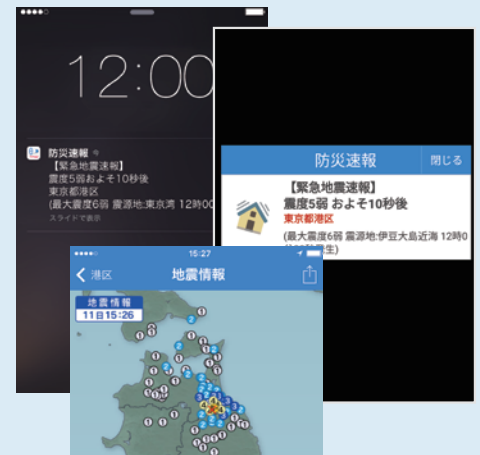 12:00
防災速報
【緊急地震速報】
震度5弱およそ10秒後
東京都港区
(最大震度6弱 震源地:東京湾 12時00
スライドで表示
防災速報 閉じる
【緊急地震速報】
震度5弱 およそ10秒後
東京都港区
(最大震度6弱 震源地:伊豆大島近海 12時0
生)
15:27
港区 地震情報
地震情報
11日15:26